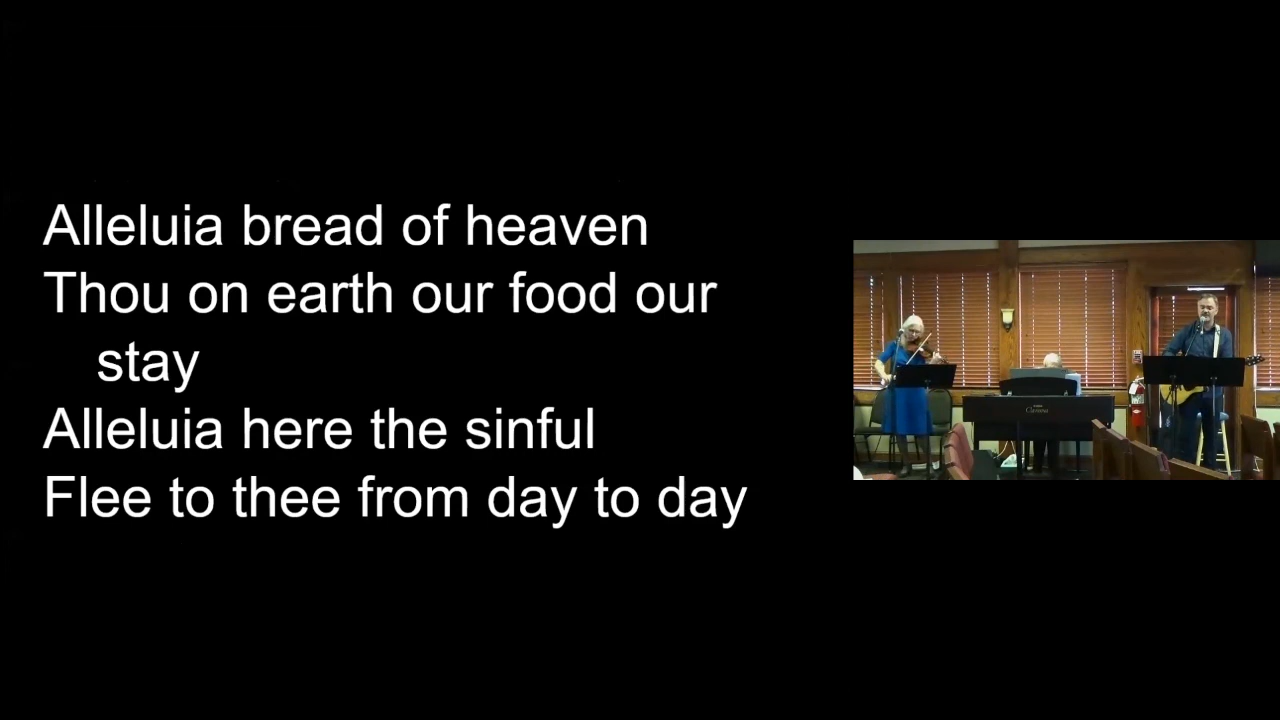 Alleluia bread of heaven
Thou on earth our food our
stay
Alleluia here the sinful
Flee to thee from day to day